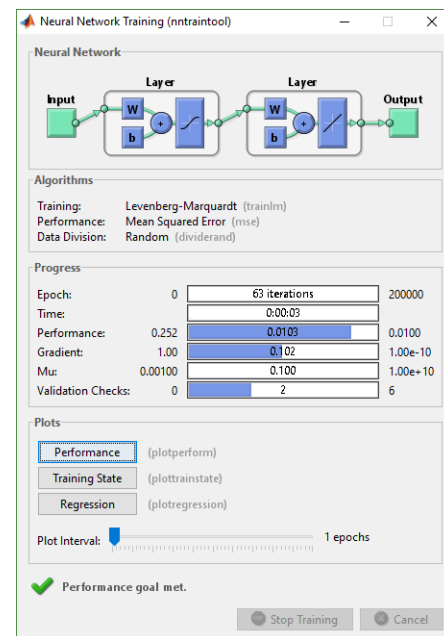 Neural Network Training (nntraintool)
Neural Network
Layer Layer
Input Output
W W
b b
+ +
Algorithms
Training: Levenberg-Marquardt (trainlm)
Performance: Mean Squared Error (mse)
Data Division: Random (dividerand)
Progress
Epoch: 0 63 iterations 200000
Time: 0:00:03
Performance: 0.252 0.0103 0.0100
Gradient: 1.00 0.102 1.00e-10
Mu: 0.00100 0.100 1.00e+10
Validation Checks: 0 2 6
Plots
Performance (plotperform)
Training State (plottrainstate)
Regression (plotregression)
Plot Interval: 1 epochs
Performance goal met.
Stop Training Cancel